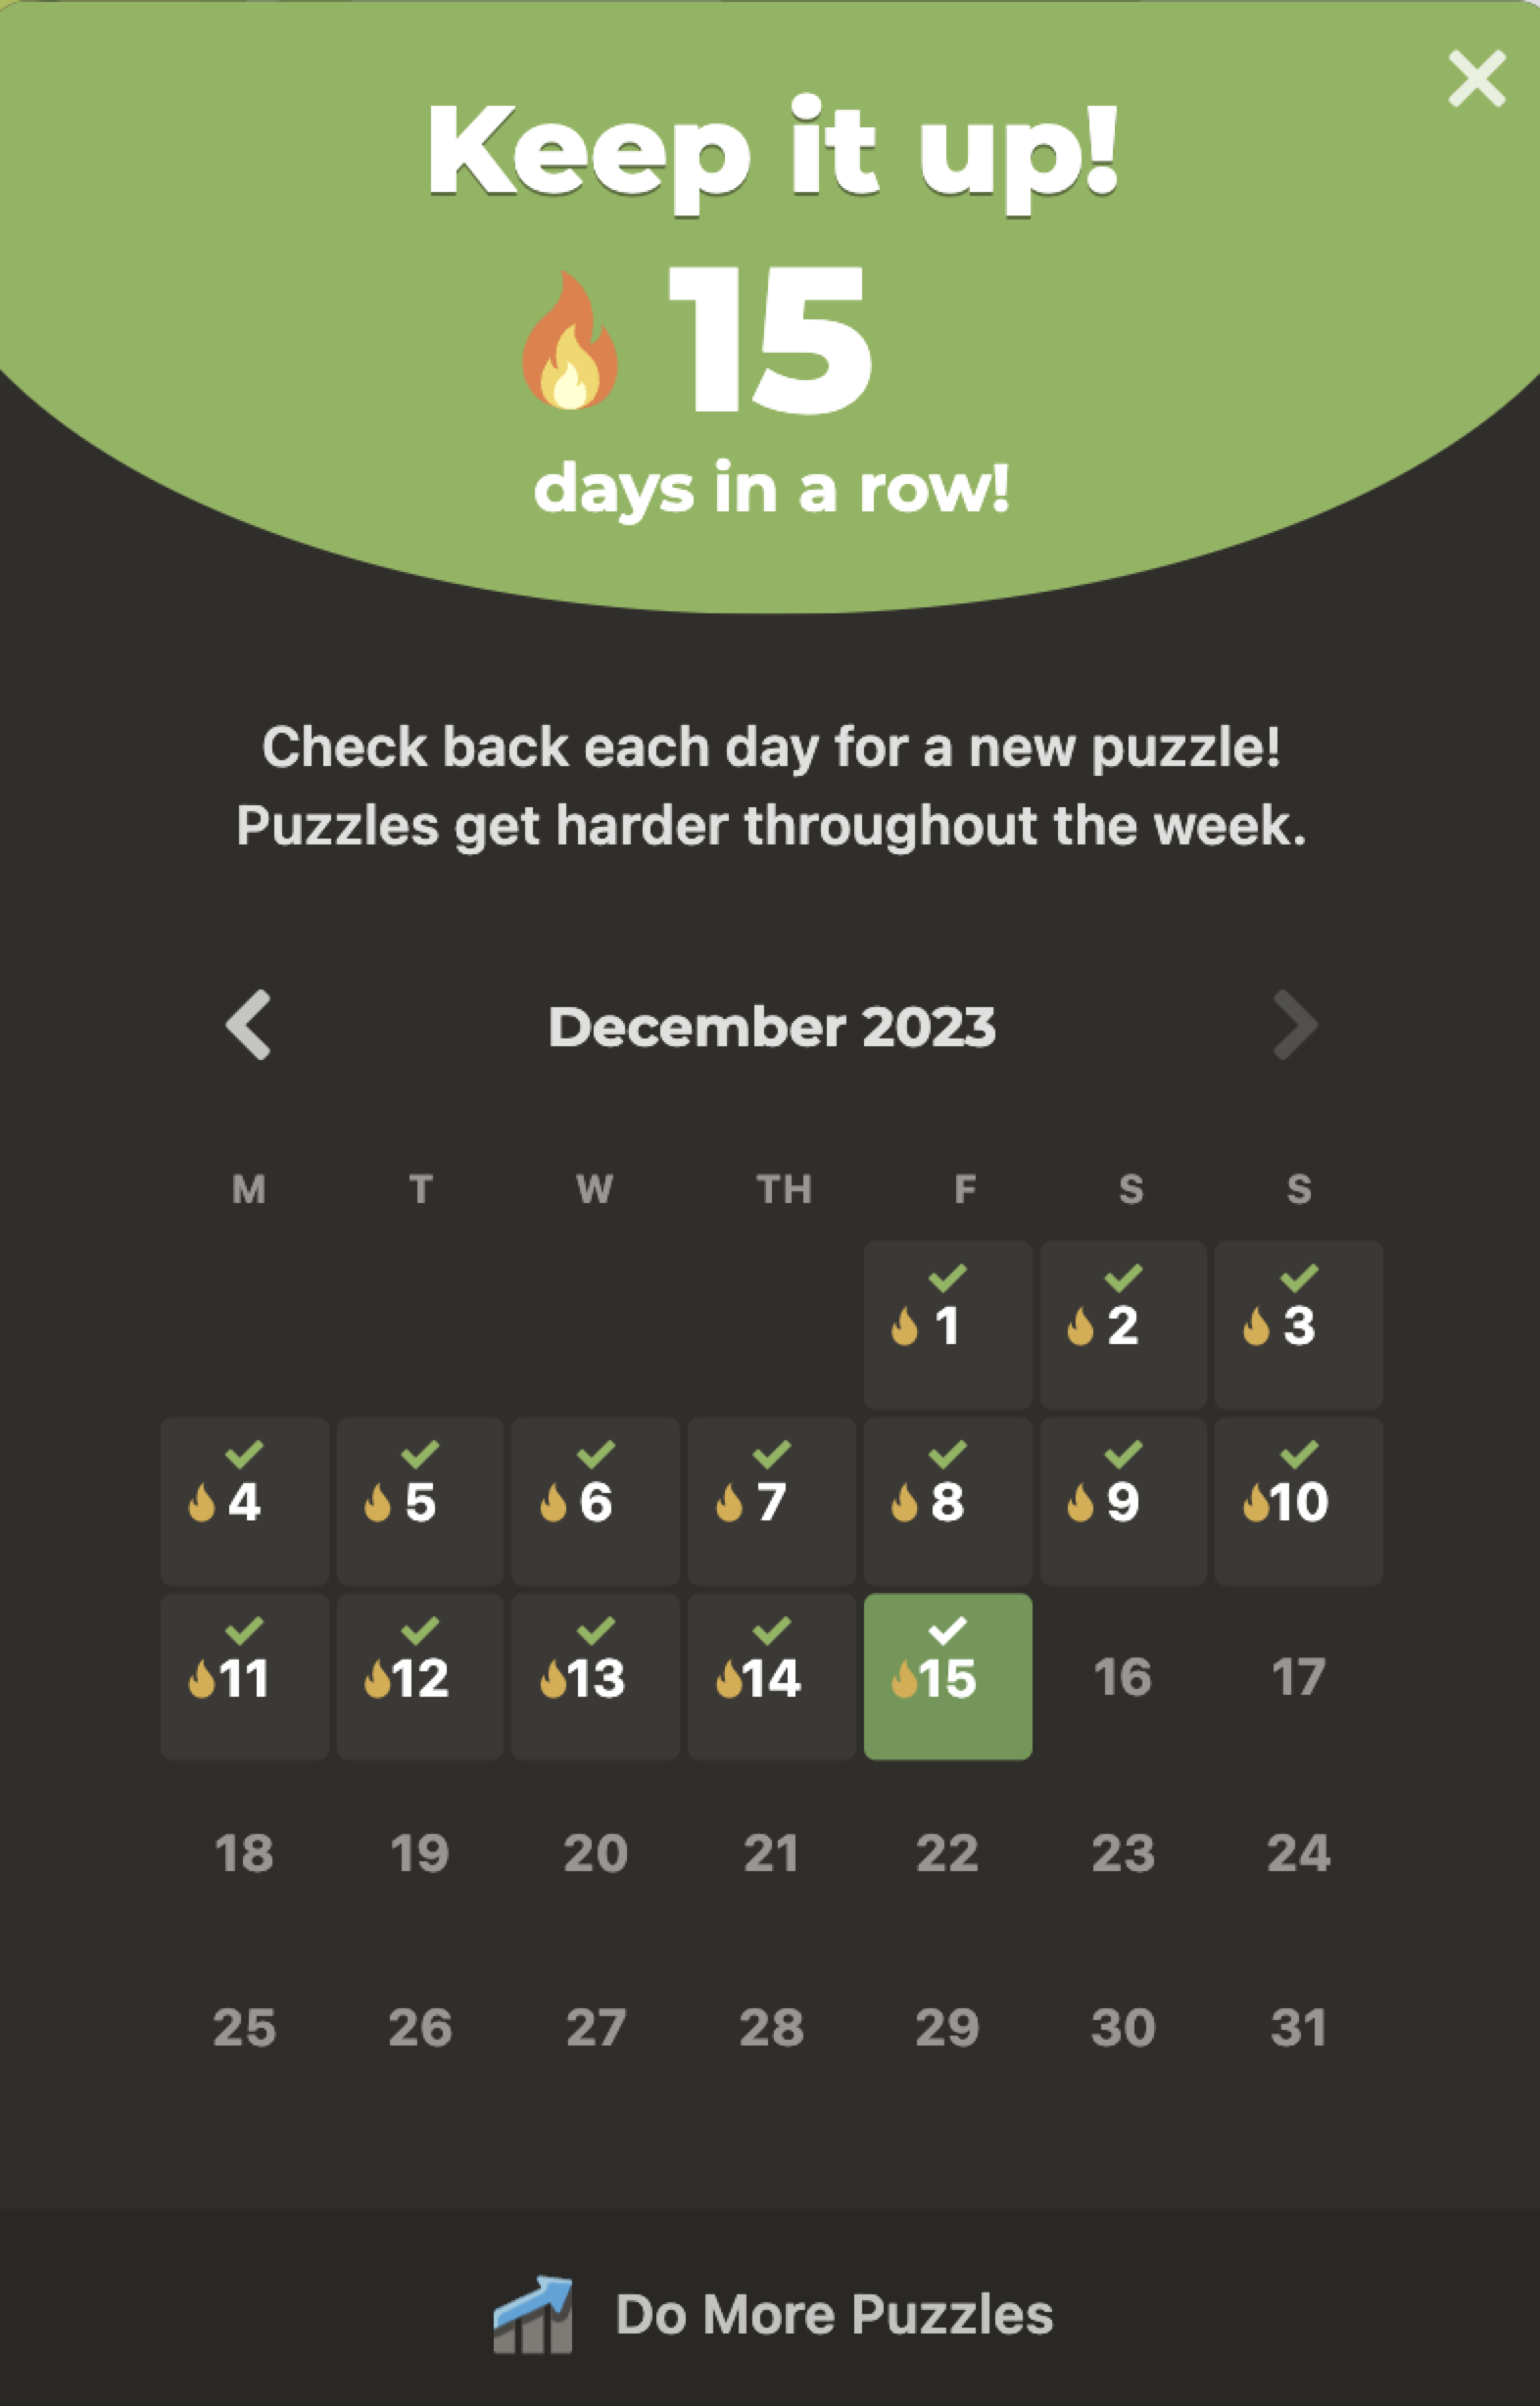 Keep it up!
15
days in a row!
Check back each day for a new puzzle!
Puzzles get harder throughout the week.
December 2023
M T W TH F S S
1 2 3
4 5 6 7 8 9 10
11 12 13 14 15 16 17
18 19 20 21 22 23 24
25 26 27 28 29 30 31
Do More Puzzles